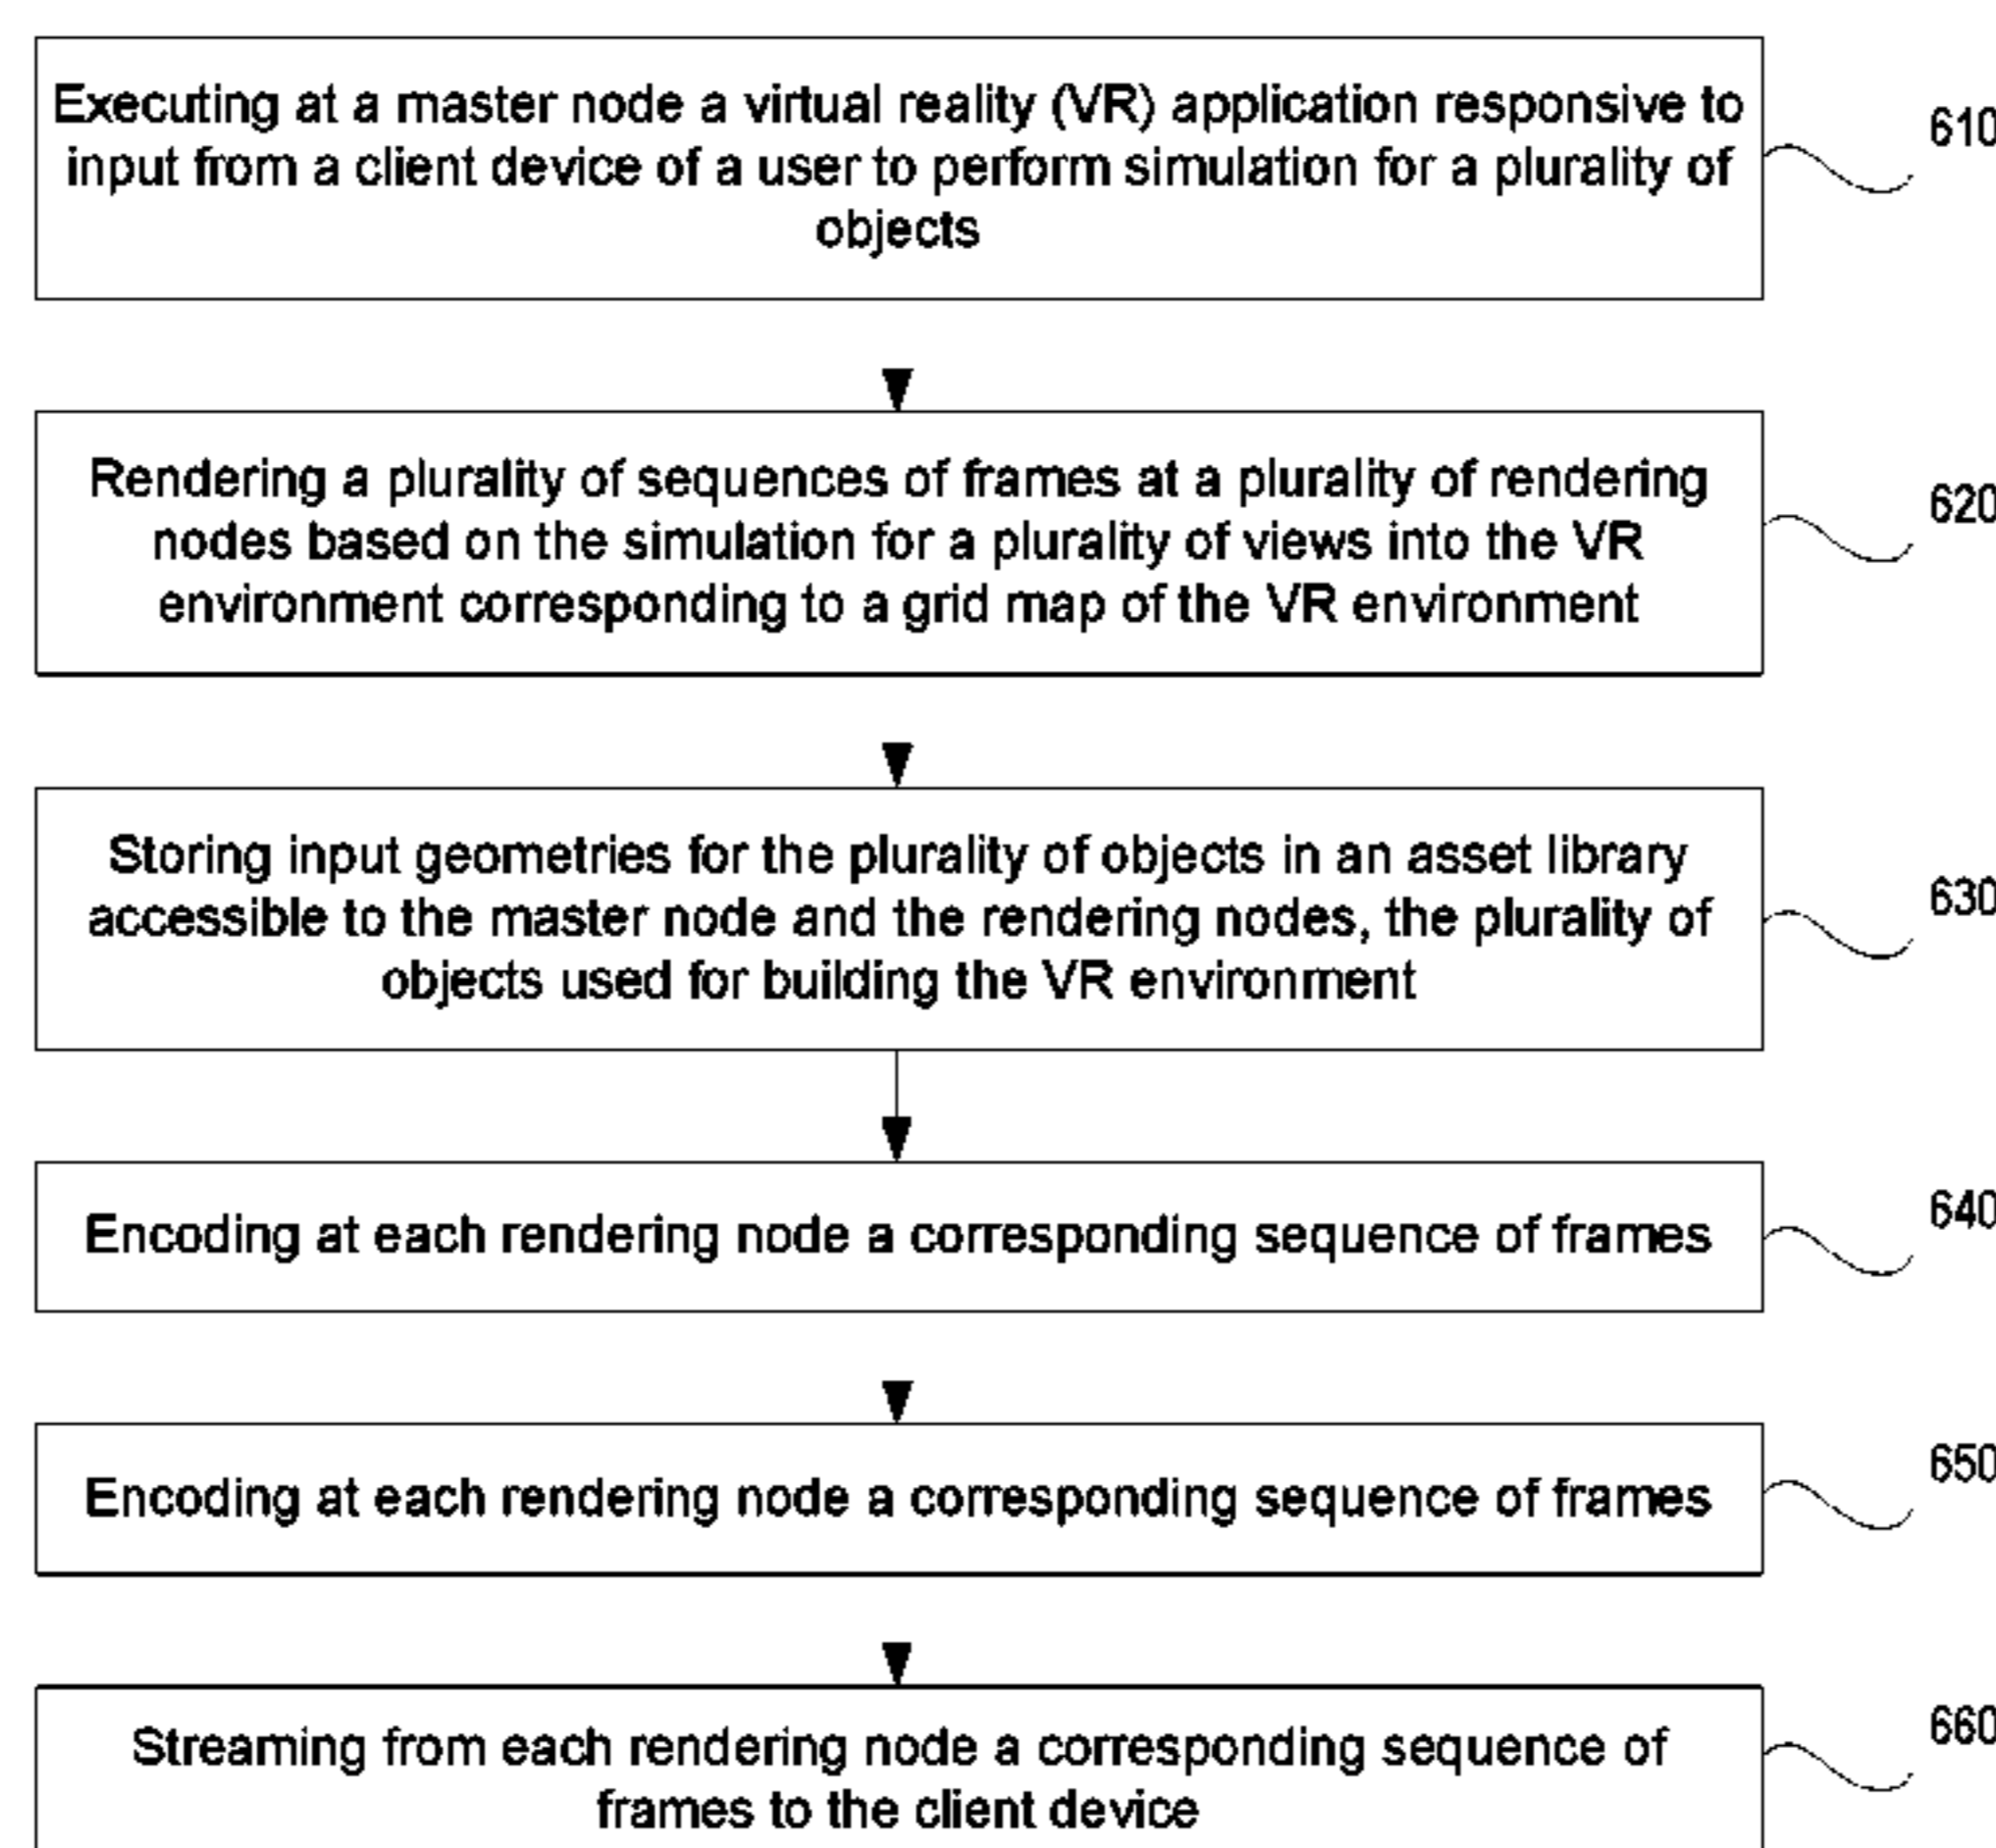 Executing at a master node a virtual reality (VR) application responsive to
input from a client device of a user to perform simulation for a plurality of
objects
610
Rendering a plurality of sequences of frames at a plurality of rendering
nodes based on the simulation for a plurality of views into the VR
environment corresponding to a grid map of the VR environment
620
Storing input geometries for the plurality of objects in an asset library
accessible to the master node and the rendering nodes, the plurality of
objects used for building the VR environment
630
Encoding at each rendering node a corresponding sequence of frames
640
Encoding at each rendering node a corresponding sequence of frames
650
Streaming from each rendering node a corresponding sequence of
frames to the client device
660